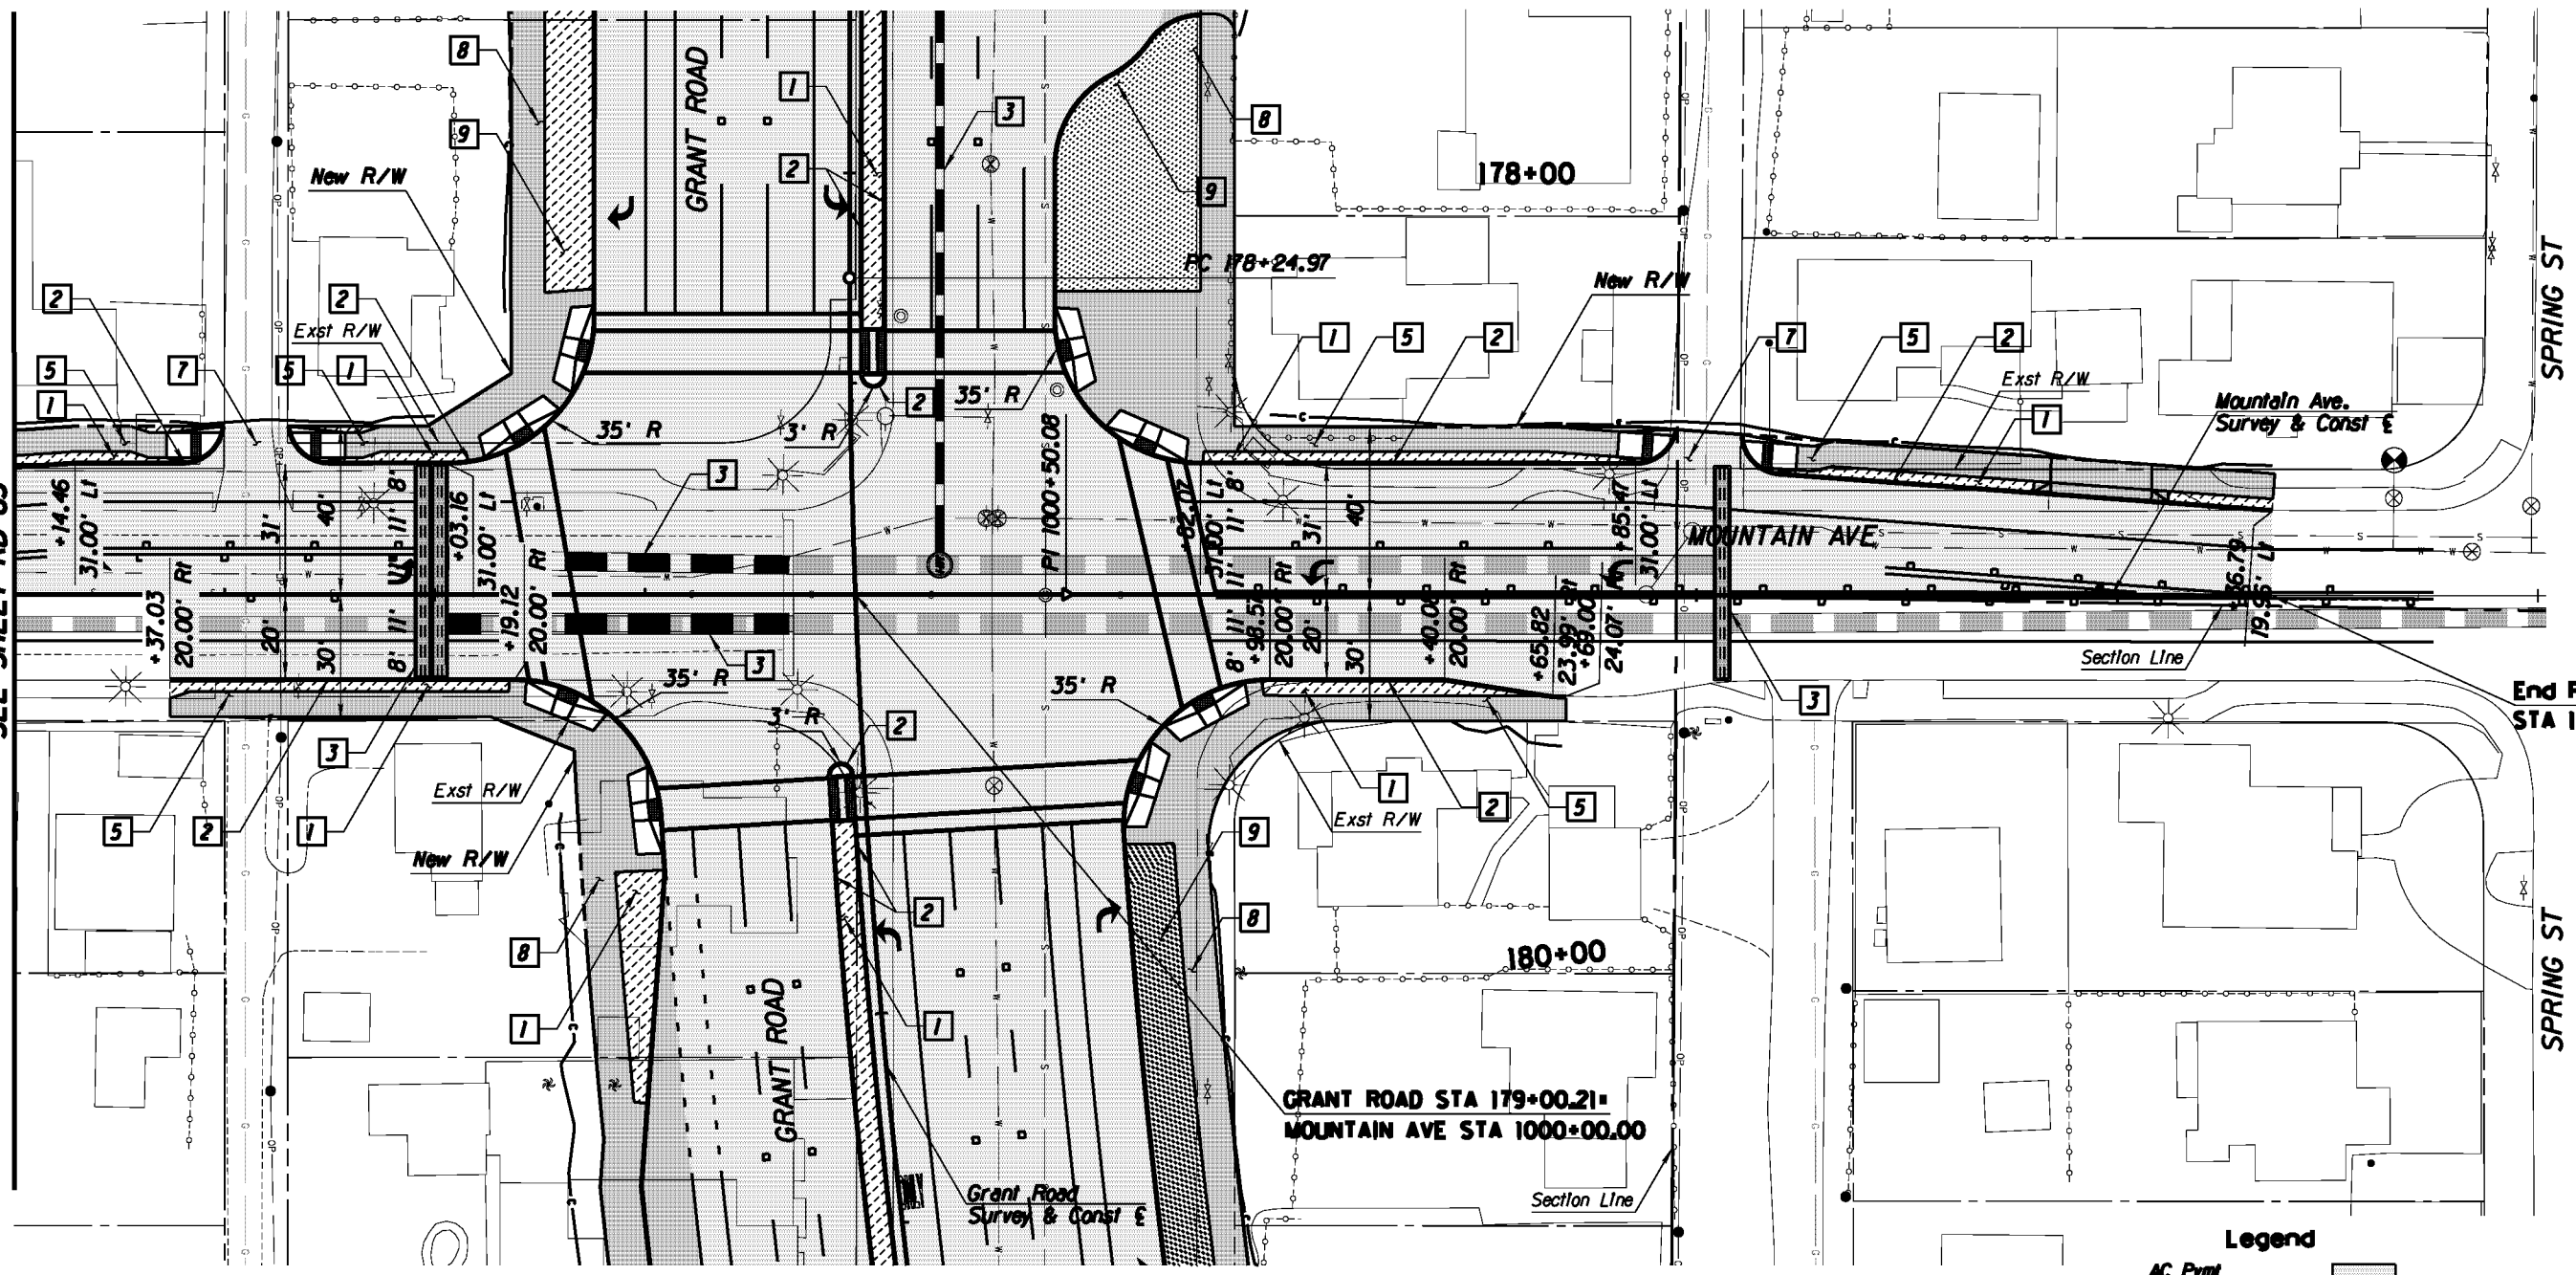 GRANT ROAD
8
1
3
8
9
2
9
New R/W
178+00
PC 178+24.97
2
2
Exst R/W
5
7
5
1
1
35' R
3' R
2
35' R
New R/W
1
5
2
7
5
2
Exst R/W
1
Mountain Ave.
Survey & Const ℄
SPRING ST
3
PI 1000+50.08
+14.46
31.00' Lt
31'
40'
8'
11'
+03.16
31.00' Lt
+82.07
31.00' Lt
8'
11'
31'
40'
+85.47
31.00' Lt
MOUNTAIN AVE
+37.03
20.00' Rt
20'
30'
8'
11'
+19.12
20.00' Rt
8'
11'
+98.51
20.00' Rt
20'
30'
+40.08
20.00' Rt
+65.82
23.99' Rt
+69.00
24.07'
19.96' Lt
Section Line
3
3
35' R
35' R
3' R
2
3
Exst R/W
5
2
1
New R/W
1
2
5
Exst R/W
9
End
STA
2
8
8
180+00
1
1
GRANT ROAD
SPRING ST
GRANT ROAD STA 179+00.21=
MOUNTAIN AVE STA 1000+00.00
Grant Road
Survey & Const ℄
Section Line
Legend
AC Pvmt